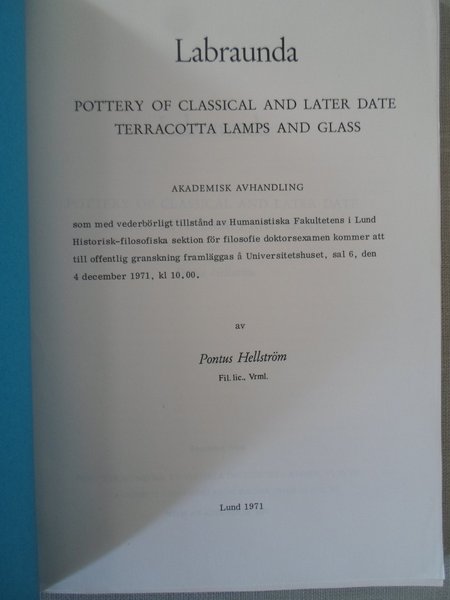 Labraunda
POTTERY OF CLASSICAL AND LATER DATE
TERRACOTTA LAMPS AND GLASS
AKADEMISK AVHANDLING
som med vederbörligt tillstånd av Humanistiska Fakultetens i Lund
Historisk-filosofiska sektion för filosofie doktorsexamen kommer att
till offentlig granskning framläggas å Universitetshuset, sal 6, den
4 december 1971, kl 10.00.
av
Pontus Hellström
Fil. lic., Vrml.
Lund 1971